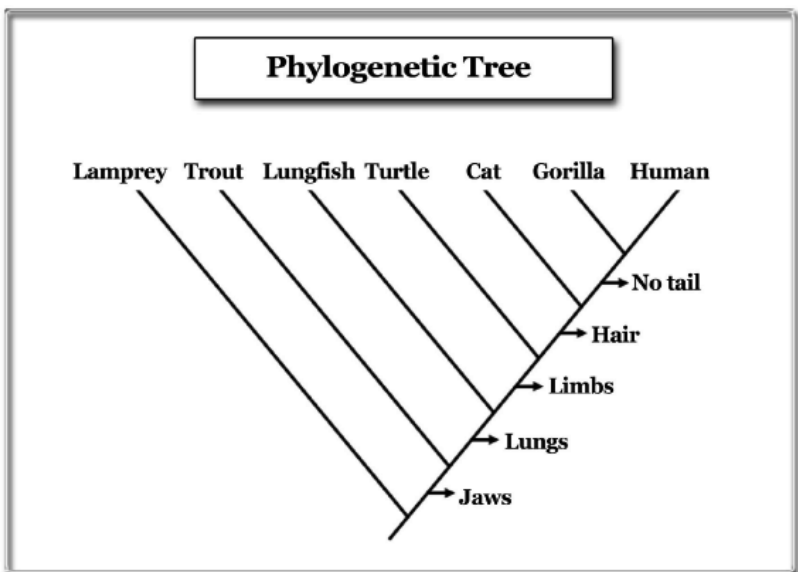 Phylogenetic Tree
Lamprey Trout Lungfish Turtle Cat Gorilla Human
No tail
Hair
Limbs
Lungs
Jaws